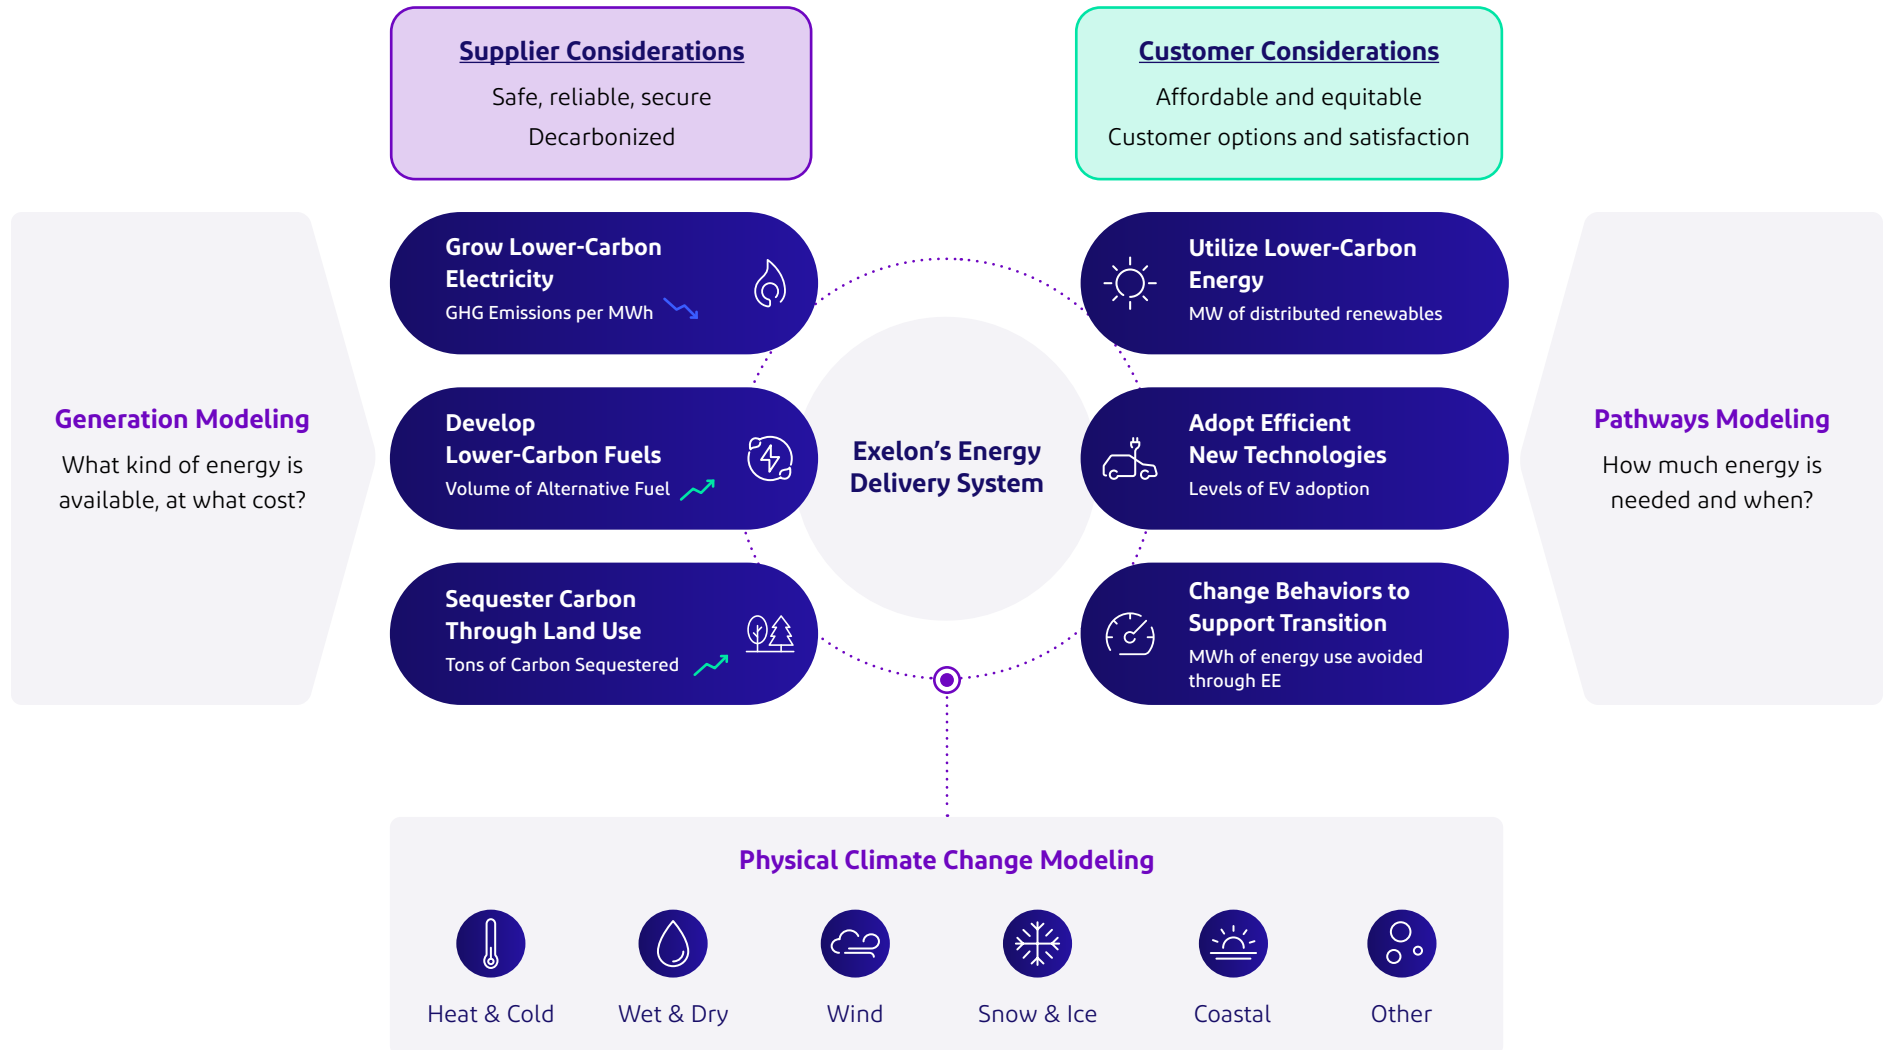 Supplier Considerations
Safe, reliable, secure
Decarbonized
Customer Considerations
Affordable and equitable
Customer options and satisfaction
Generation Modeling
What kind of energy is
available, at what cost?
Grow Lower-Carbon
Electricity
GHG Emissions per MWh
Develop
Lower-Carbon Fuels
Volume of Alternative Fuel
Sequester Carbon
Through Land Use
Tons of Carbon Sequestered
Exelon’s Energy
Delivery System
Utilize Lower-Carbon
Energy
MW of distributed renewables
Adopt Efficient
New Technologies
Levels of EV adoption
Change Behaviors to
Support Transition
MWh of energy use avoided
through EE
Pathways Modeling
How much energy is
needed and when?
Physical Climate Change Modeling
Heat & Cold
Wet & Dry
Wind
Snow & Ice
Coastal
Other